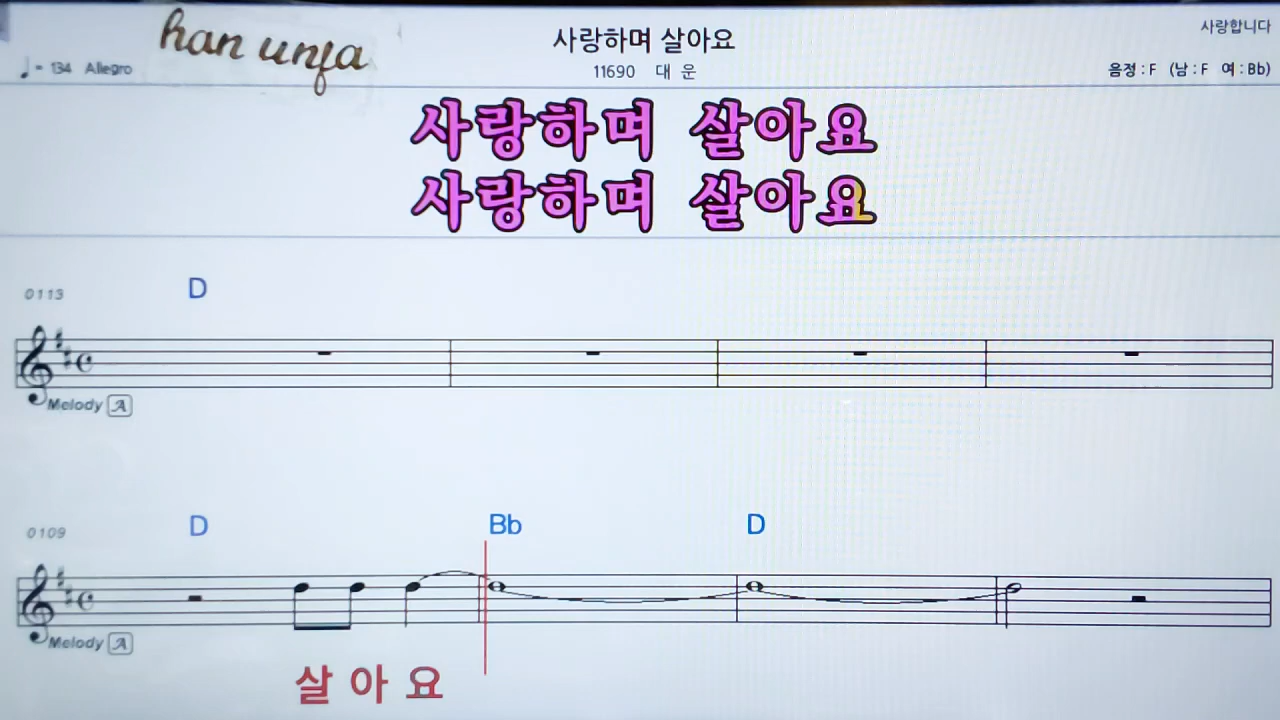 han unja
사랑하며 살아요
사랑합니다
♩= 134 Allegro
11690 대 운
음정 : F (남 : F 여 : Bb)
사랑하며 살아요
사랑하며 살아요
0113 D
Melody A
0109 D Bb D
Melody A
살 아 요